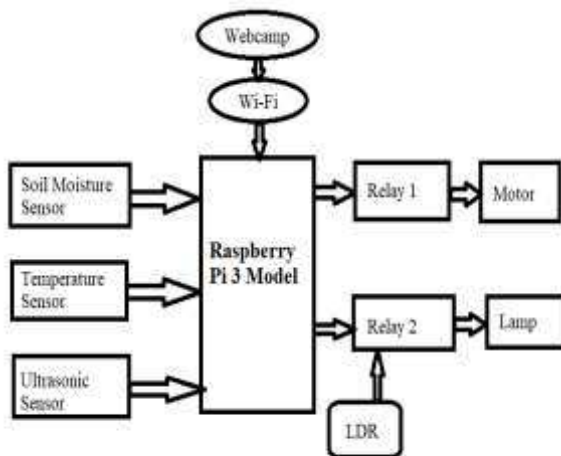 Webcamp
Wi-Fi
Soil Moisture
Sensor
Temperature
Sensor
Ultrasonic
Sensor
Raspberry
Pi 3 Model
Relay 1
Motor
Relay 2
Lamp
LDR